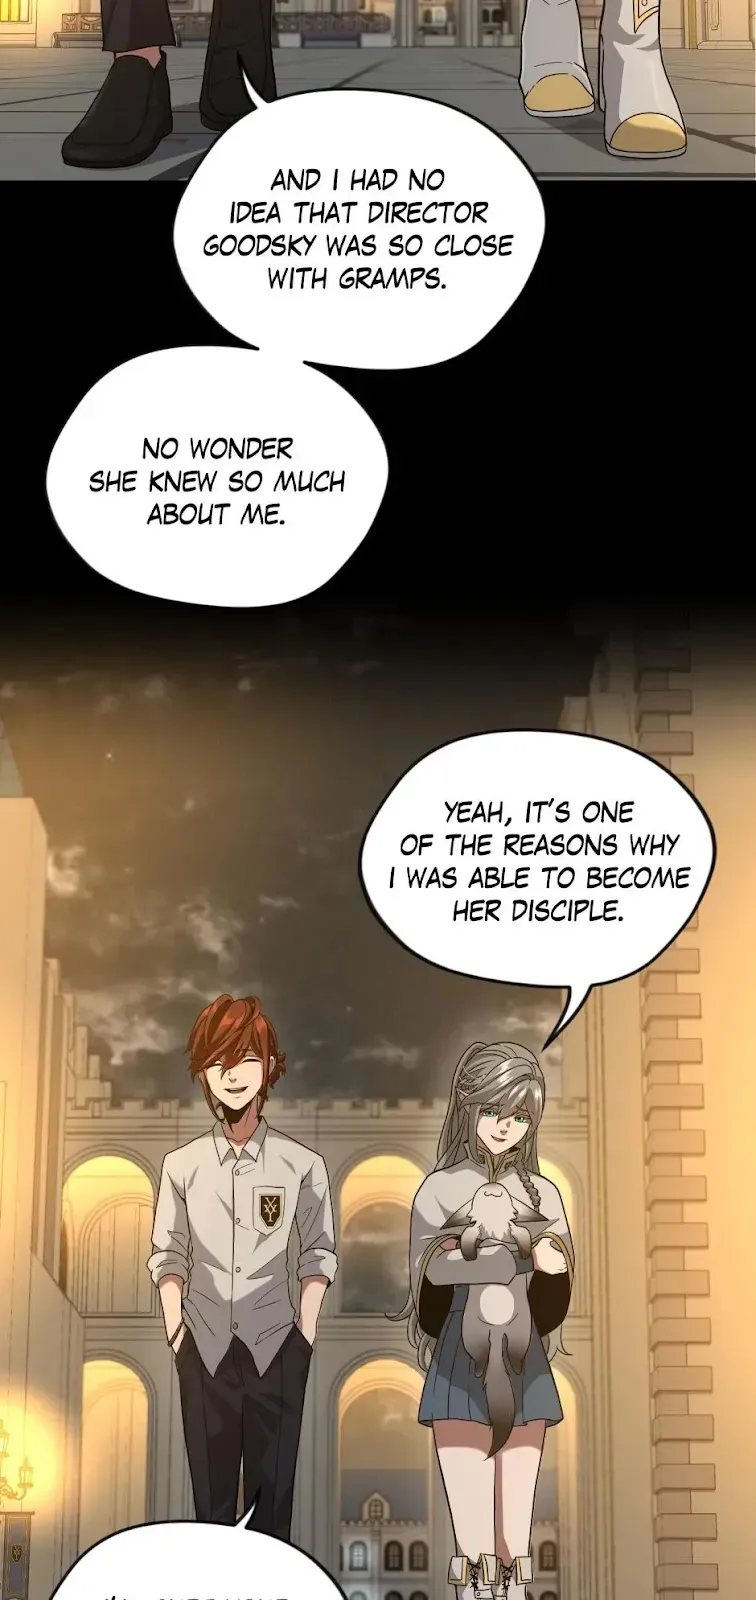 AND I HAD NO
IDEA THAT DIRECTOR
GOODSKY WAS SO CLOSE
WITH GRAMPS.
NO WONDER
SHE KNEW SO MUCH
ABOUT ME.
YEAH, IT'S ONE
OF THE REASONS WHY
I WAS ABLE TO BECOME
HER DISCIPLE.